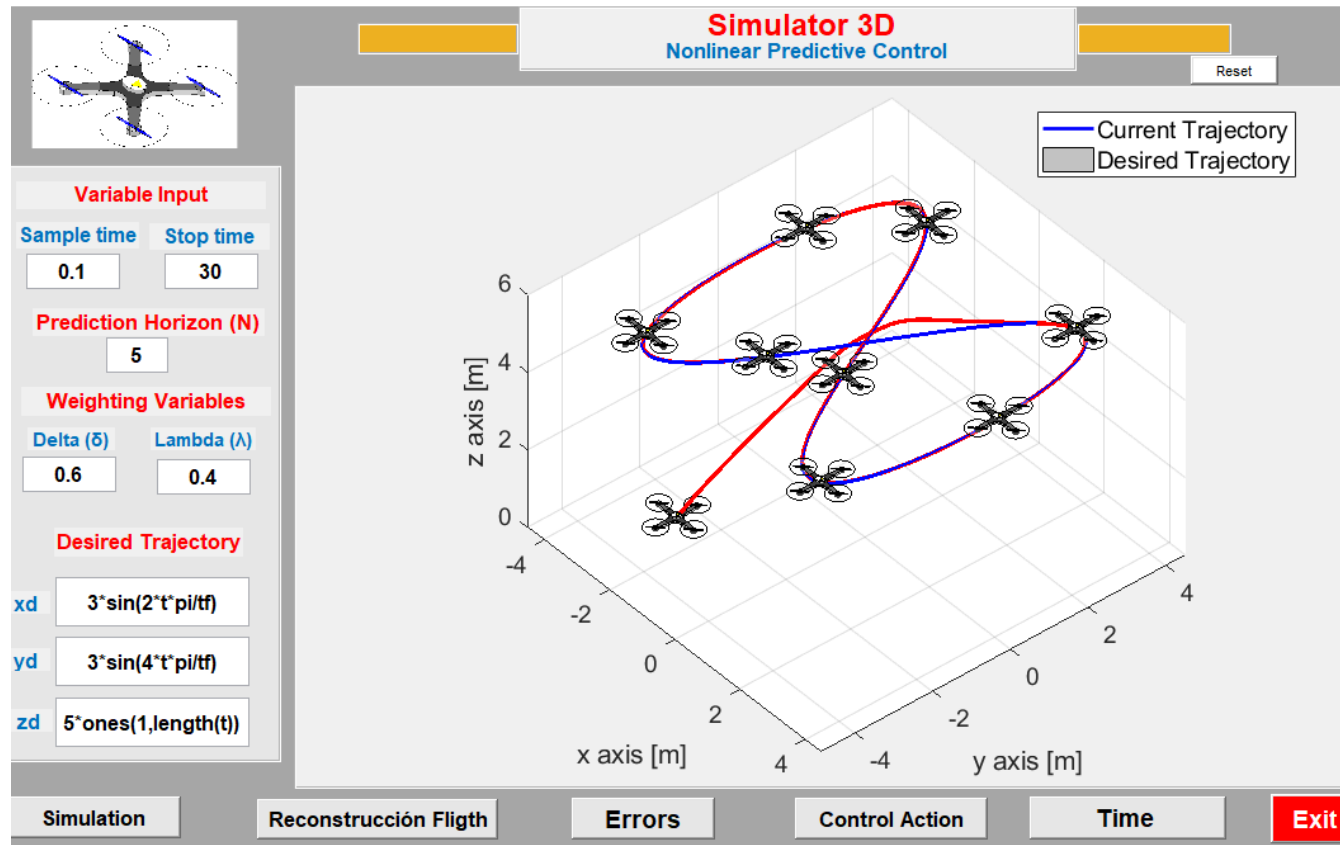 Simulator 3D
Nonlinear Predictive Control
Reset
Variable Input
Sample time
Stop time
0.1
30
Prediction Horizon (N)
5
Weighting Variables
Delta (δ)
Lambda (λ)
0.6
0.4
Desired Trajectory
xd
3*sin(2*t*pi/tf)
yd
3*sin(4*t*pi/tf)
zd
5*ones(1,length(t))
Current Trajectory
Desired Trajectory
z axis [m]
6
4
2
0
-4
-2
0
2
4
x axis [m]
-4
-2
0
2
4
y axis [m]
Simulation
Reconstrucción Fligth
Errors
Control Action
Time
Exit